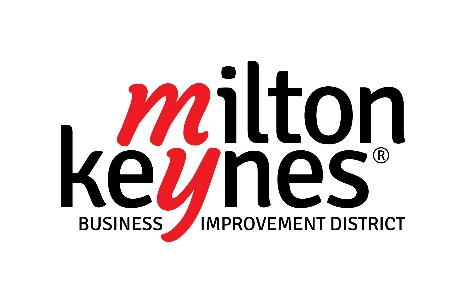 milton
keynes®
BUSINESS IMPROVEMENT DISTRICT